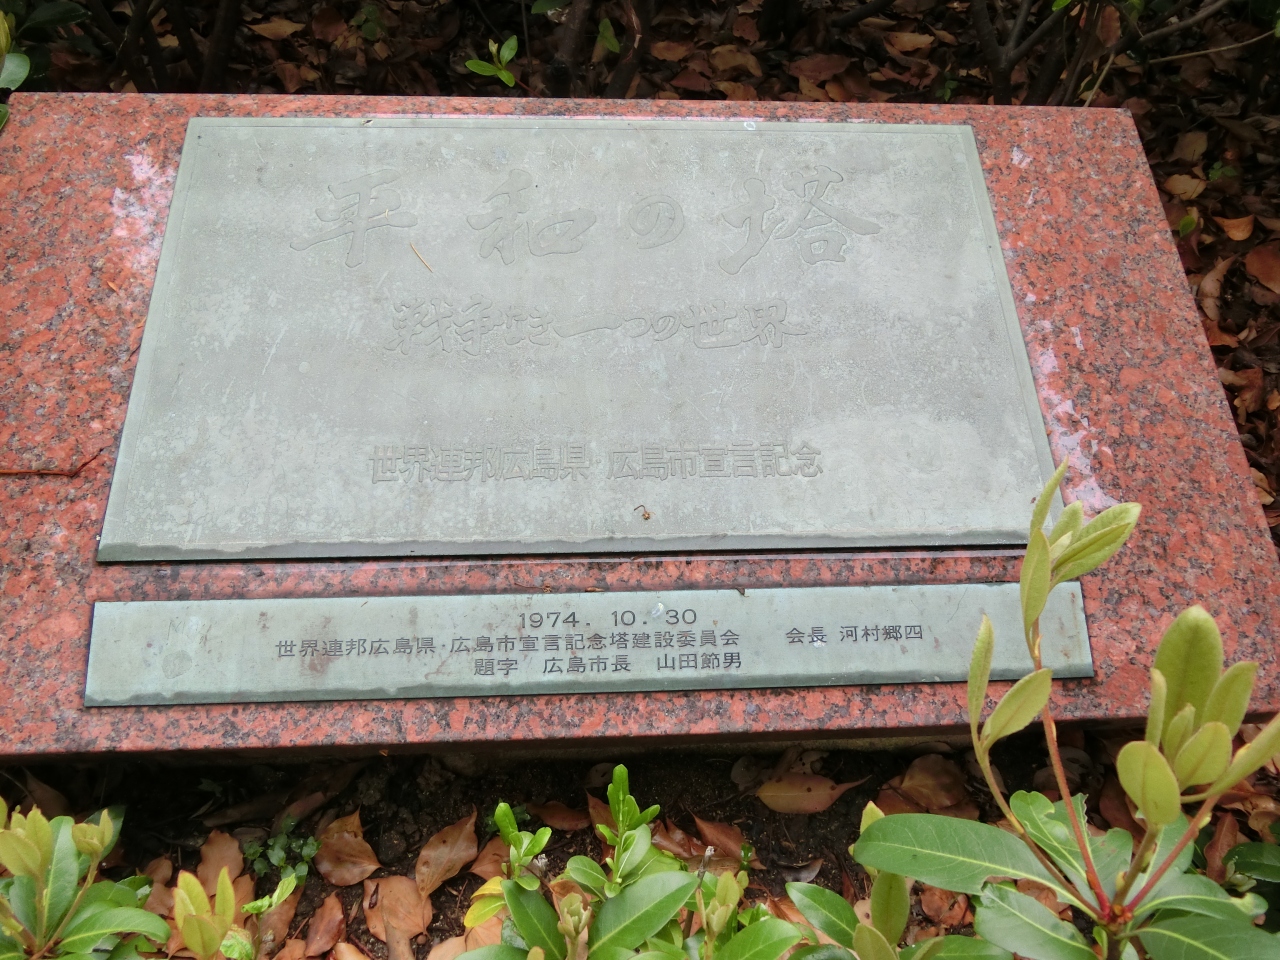 平和の塔
戦争なき一つの世界
世界連邦広島県・広島市宣言記念
1974. 10. 30
世界連邦広島県・広島市宣言記念塔建設委員会 会長 河村郷四
題字 広島市長 山田節男